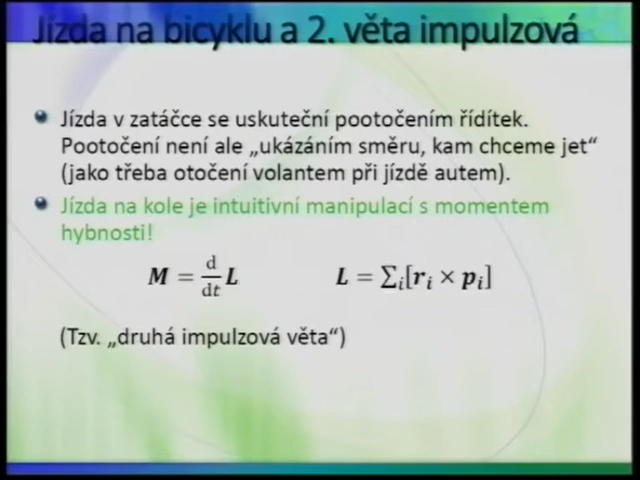 Jízda na bicyklu a 2. věta impulzová
Jízda v zatáčce se uskuteční pootočením řídítek.
Pootočení není ale „ukázáním směru, kam chceme jet“
(jako třeba otočení volantem při jízdě autem).
Jízda na kole je intuitivní manipulací s momentem
hybnosti!
M = d/dt L L = ∑i[ri × pi]
(Tzv. „druhá impulzová věta“)